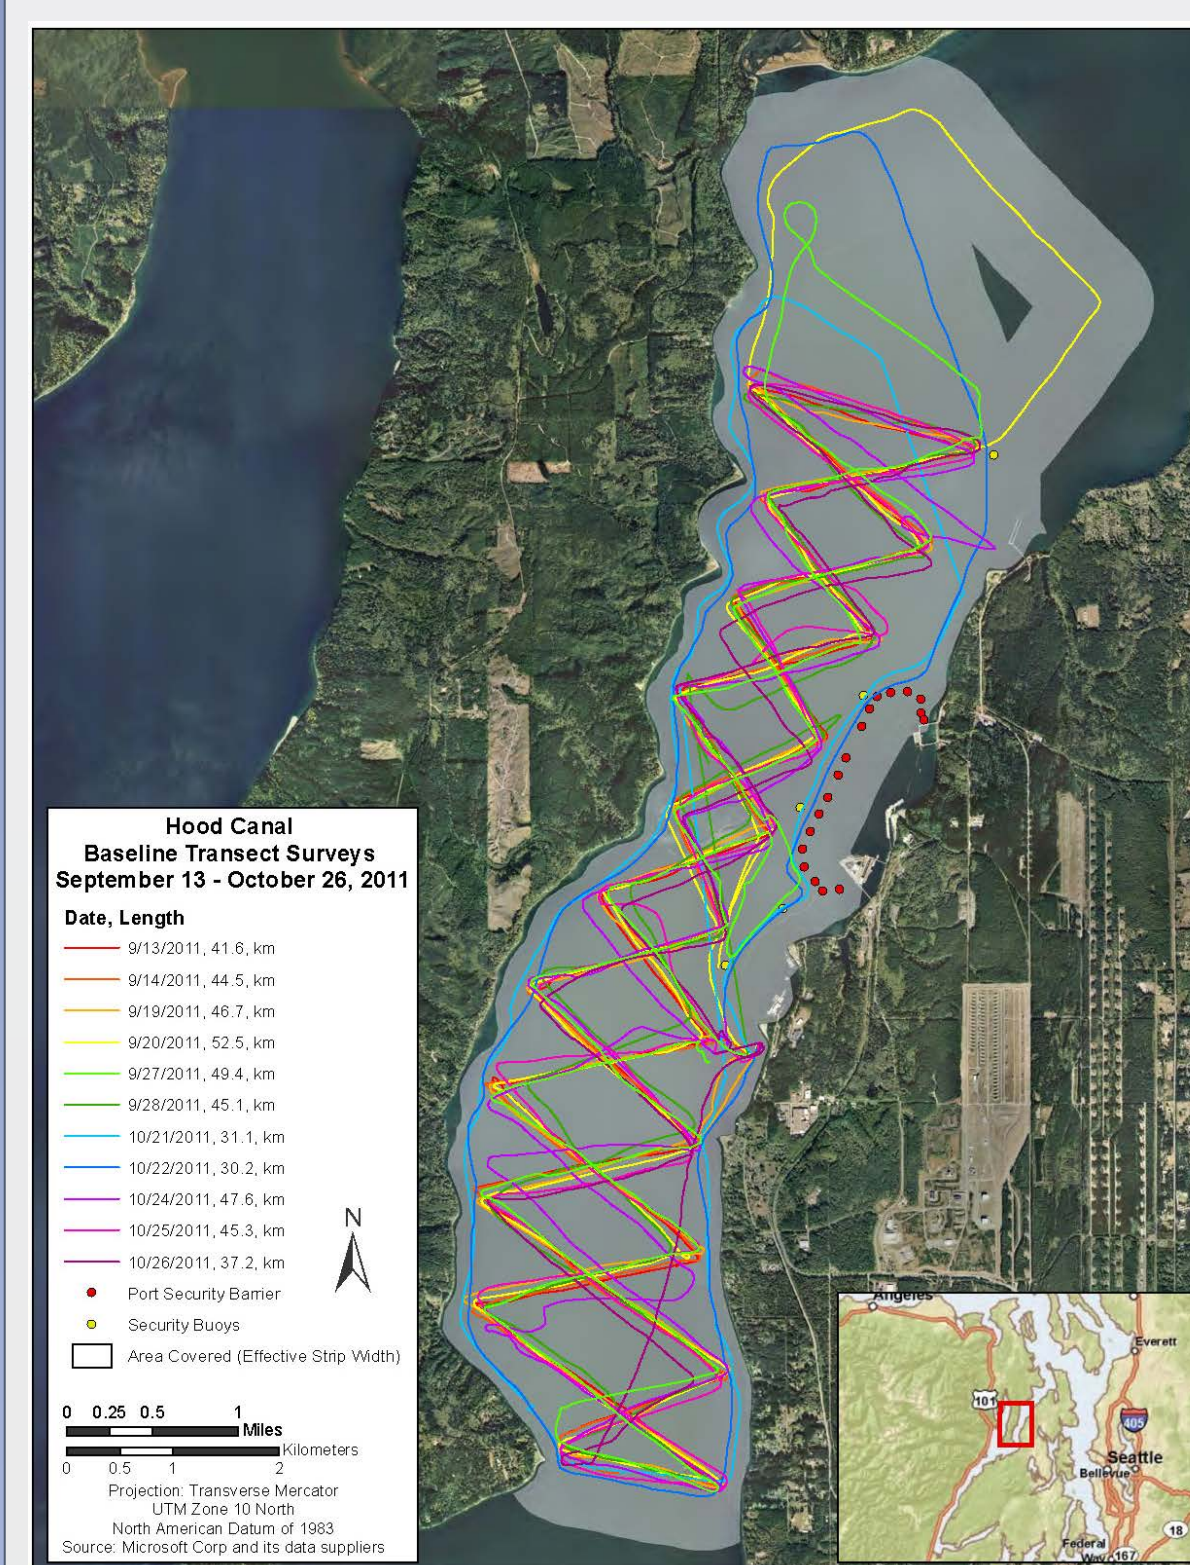 Hood Canal
Baseline Transect Surveys
September 13 - October 26, 2011
Date, Length
9/13/2011, 41.6, km
9/14/2011, 44.5, km
9/19/2011, 46.7, km
9/20/2011, 52.5, km
9/27/2011, 49.4, km
9/28/2011, 45.1, km
10/21/2011, 31.1, km
10/22/2011, 30.2, km
10/24/2011, 47.6, km
10/25/2011, 45.3, km
10/26/2011, 37.2, km
N
Port Security Barrier
Security Buoys
Area Covered (Effective Strip Width)
0 0.25 0.5 1
Miles
Kilometers
0 0.5 1 2
Projection: Transverse Mercator
UTM Zone 10 North
North American Datum of 1983
Source: Microsoft Corp and its data suppliers
Angeles
Everett
101
405
Seattle
Bellevue
18
Federal
Way
167